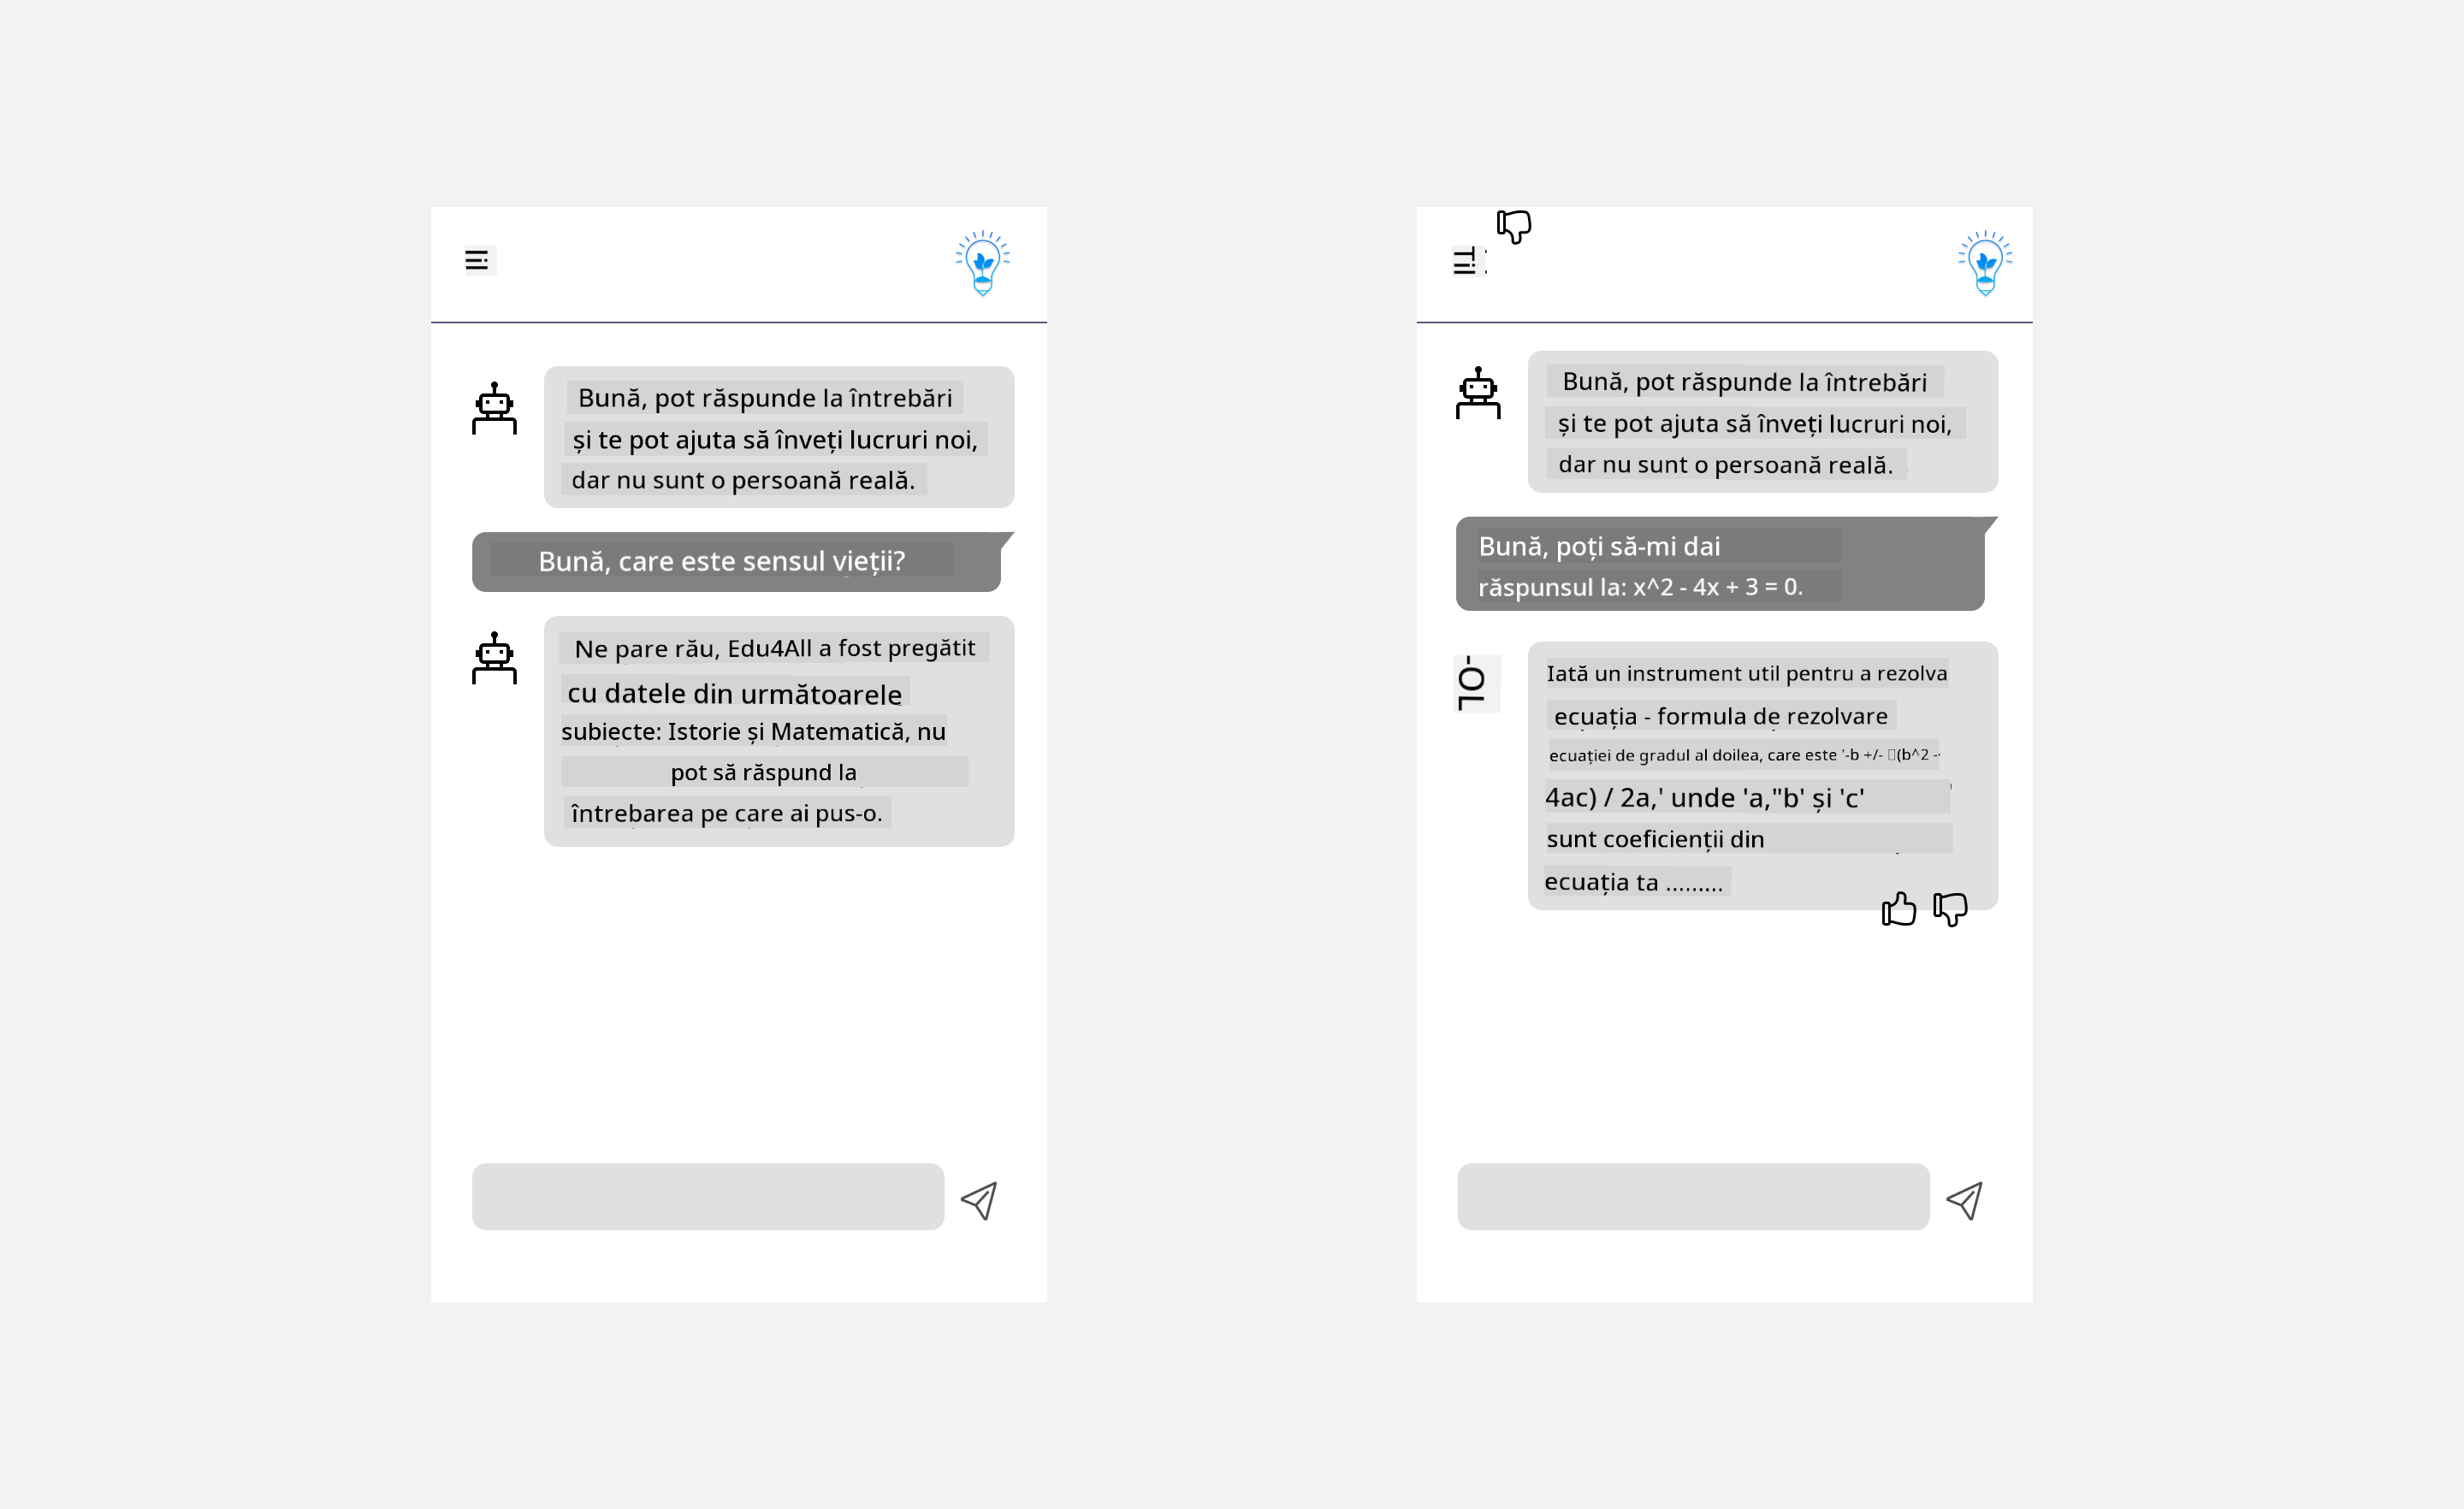 Bună, pot răspunde la întrebări
și te pot ajuta să înveți lucruri noi,
dar nu sunt o persoană reală.
Bună, care este sensul vieții?
Ne pare rău, Edu4All a fost pregătit
cu datele din următoarele
subiecte: Istorie și Matematică, nu
pot să răspund la
întrebarea pe care ai pus-o.
Bună, pot răspunde la întrebări
și te pot ajuta să înveți lucruri noi,
dar nu sunt o persoană reală.
Bună, poți să-mi dai
răspunsul la: x^2 - 4x + 3 = 0.
Iată un instrument util pentru a rezolva
ecuația - formula de rezolvare
ecuației de gradul al doilea, care este '-b +/- (b^2 -
4ac) / 2a,' unde 'a,''b' și 'c'
sunt coeficienții din
ecuația ta .........